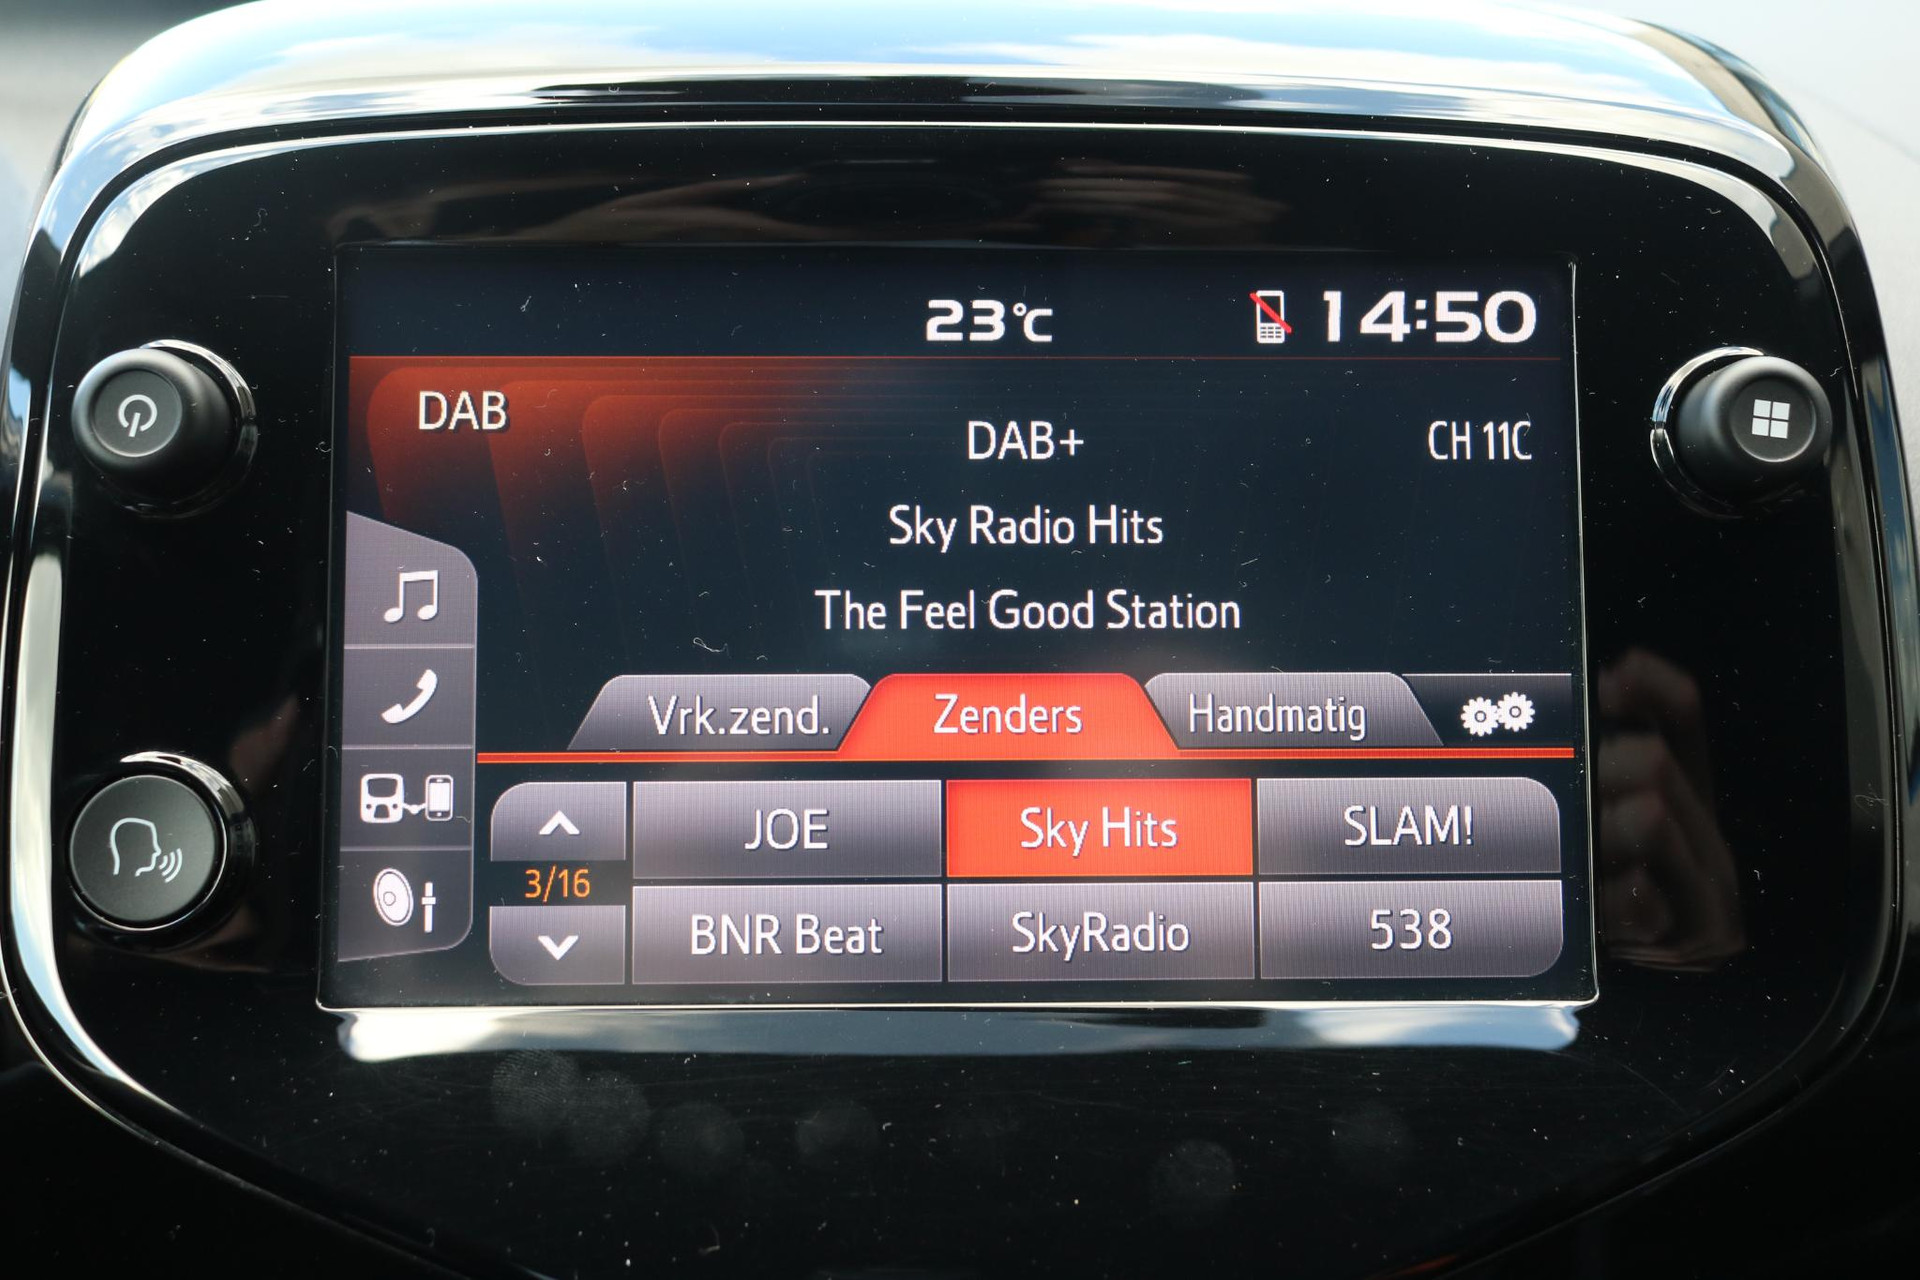 23°C 14:50
DAB
DAB+ CH 11C
Sky Radio Hits
The Feel Good Station
Vrk.zend. Zenders Handmatig
JOE Sky Hits SLAM!
3/16
BNR Beat SkyRadio 538